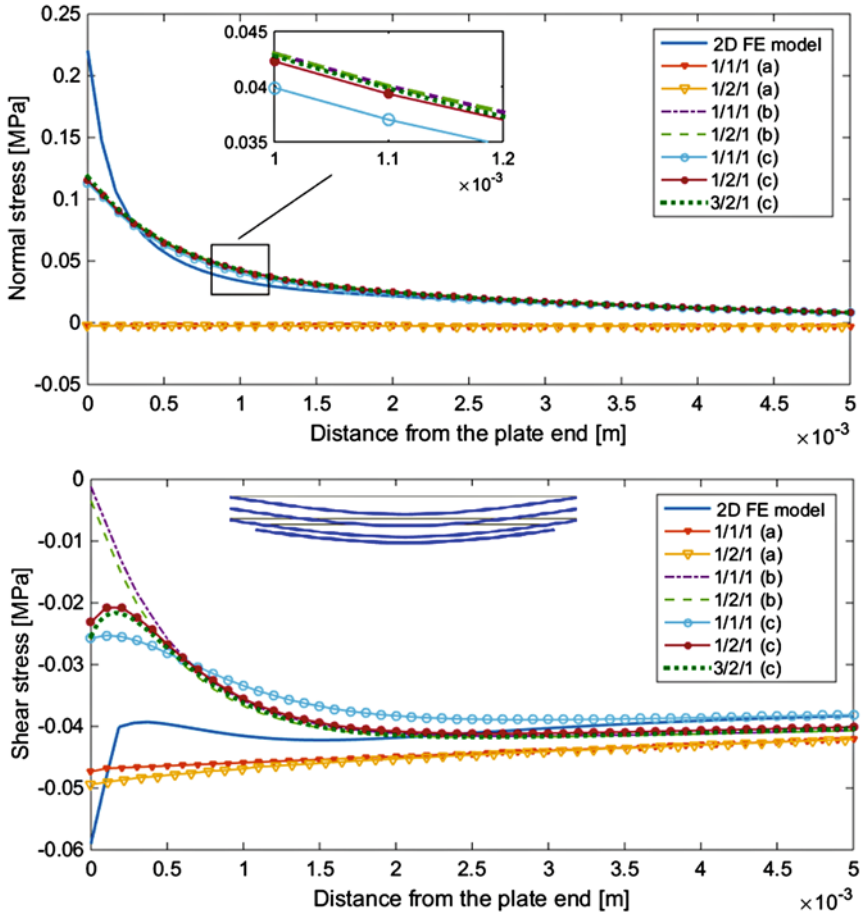 0.25
0.20
0.15
0.10
0.05
0
-0.05
Normal stress [MPa]
0.045
0.04
0.035
1
1.1
1.2
×10⁻³
2D FE model
1/1/1 (a)
1/2/1 (a)
1/1/1 (b)
1/2/1 (b)
1/1/1 (c)
1/2/1 (c)
3/2/1 (c)
0 0.5 1 1.5 2 2.5 3 3.5 4 4.5 5
Distance from the plate end [m]
×10⁻³
0
-0.01
-0.02
-0.03
-0.04
-0.05
-0.06
Shear stress [MPa]
2D FE model
1/1/1 (a)
1/2/1 (a)
1/1/1 (b)
1/2/1 (b)
1/1/1 (c)
1/2/1 (c)
3/2/1 (c)
0 0.5 1 1.5 2 2.5 3 3.5 4 4.5 5
Distance from the plate end [m]
×10⁻³